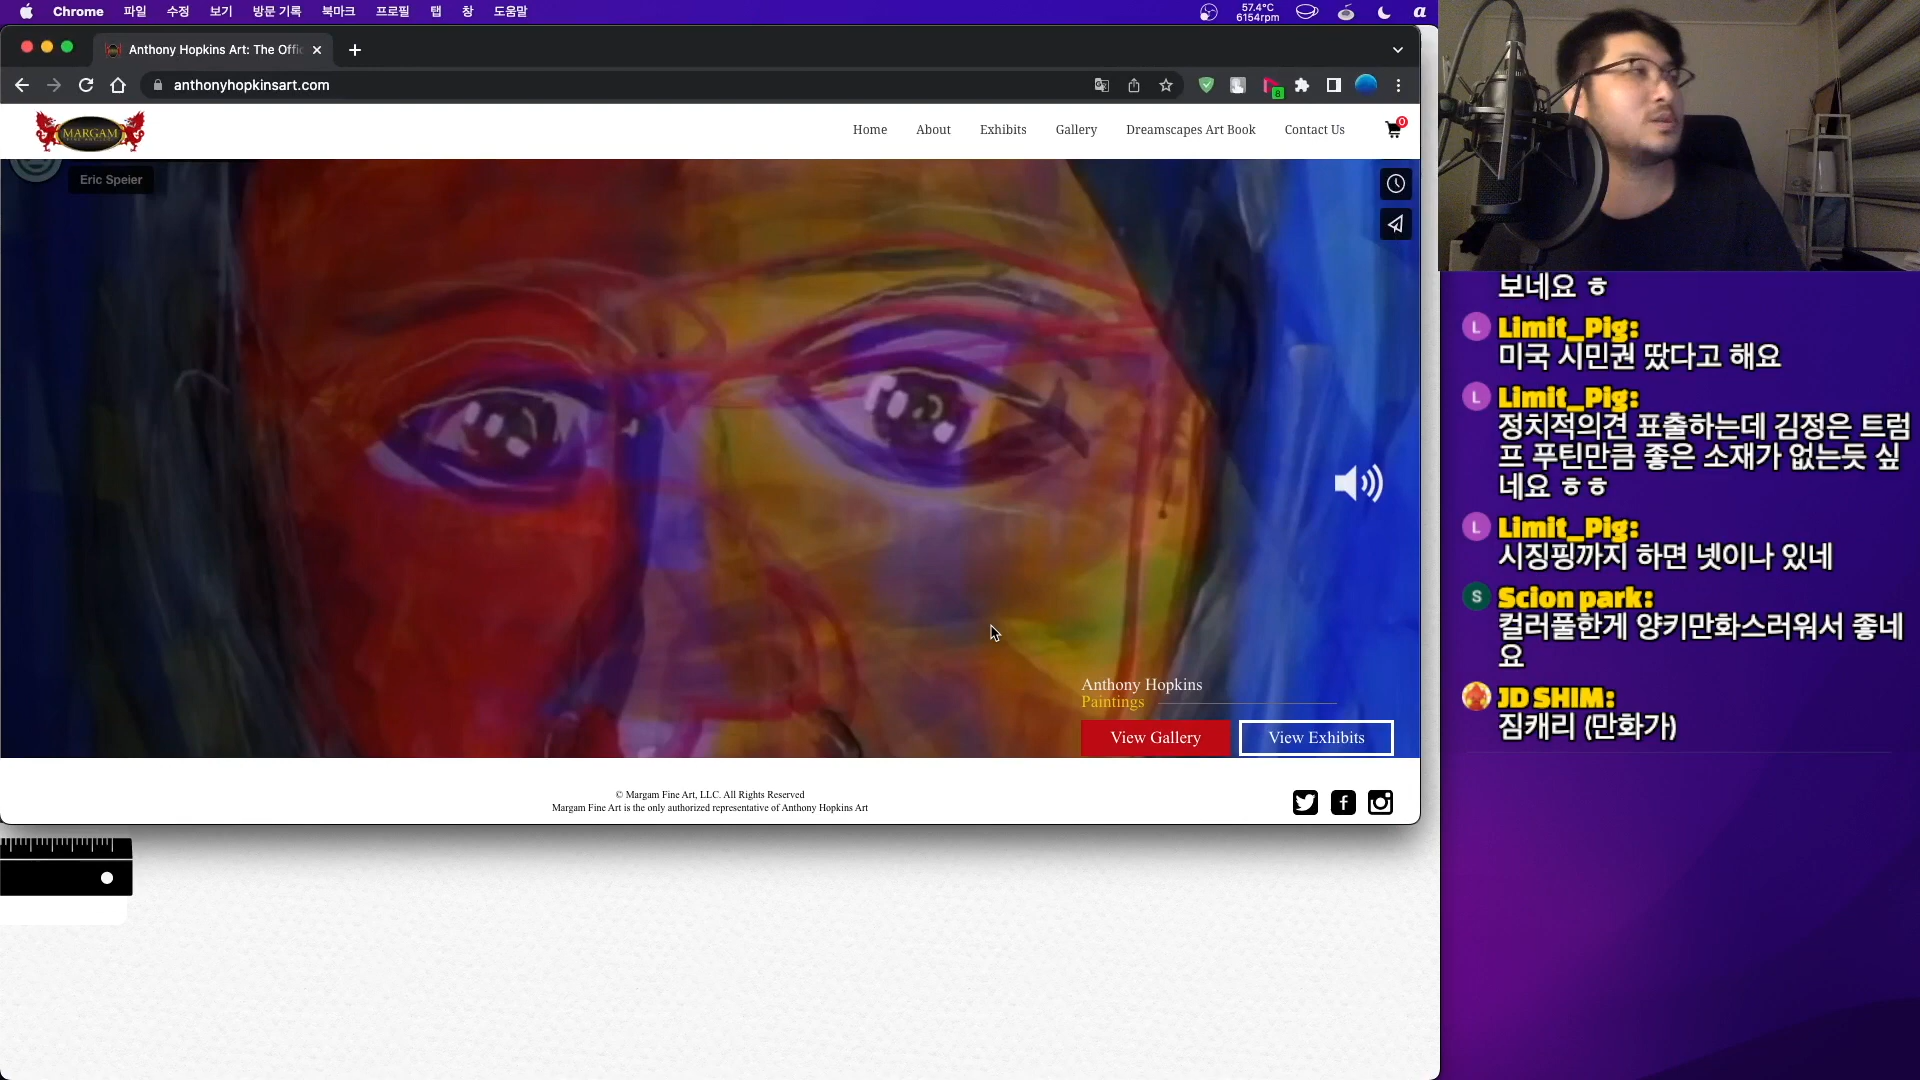 Chrome 파일 수정 보기 방문 기록 북마크 프로필 탭 창 도움말
57.4°C
6154rpm
Anthony Hopkins Art: The Offic
anthonyhopkinsart.com
8
MARGAM
Home About Exhibits Gallery Dreamscapes Art Book Contact Us
0
Eric Speier
Anthony Hopkins
Paintings
View Gallery View Exhibits
© Margam Fine Art, LLC. All Rights Reserved
Margam Fine Art is the only authorized representative of Anthony Hopkins Art
보네요 ㅎ
L Limit_Pig:
미국 시민권 땄다고 해요
L Limit_Pig:
정치적의견 표출하는데 김정은 트럼
프 푸틴만큼 좋은 소재가 없는듯 싶
네요 ㅎㅎ
L Limit_Pig:
시징핑까지 하면 넷이나 있네
S Scion park:
컬러풀한게 양키만화스러워서 좋네
요
JD SHIM:
짐캐리 (만화가)